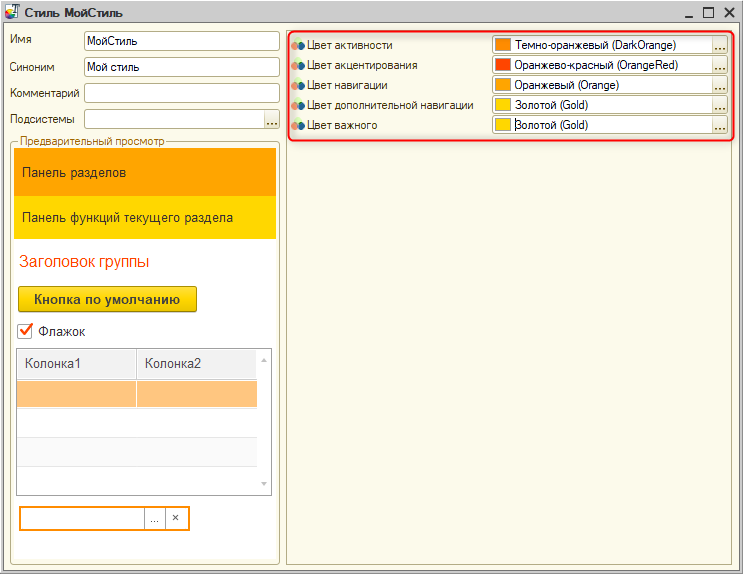 Стиль МойСтиль
Имя
МойСтиль
Синоним
Мой стиль
Комментарий
Подсистемы
...
Предварительный просмотр
Панель разделов
Панель функций текущего раздела
Заголовок группы
Кнопка по умолчанию
Флажок
Колонка1 Колонка2
... ×
Цвет активности Темно-оранжевый (DarkOrange) ...
Цвет акцентирования Оранжево-красный (OrangeRed) ...
Цвет навигации Оранжевый (Orange) ...
Цвет дополнительной навигации Золотой (Gold) ...
Цвет важного Золотой (Gold) ...